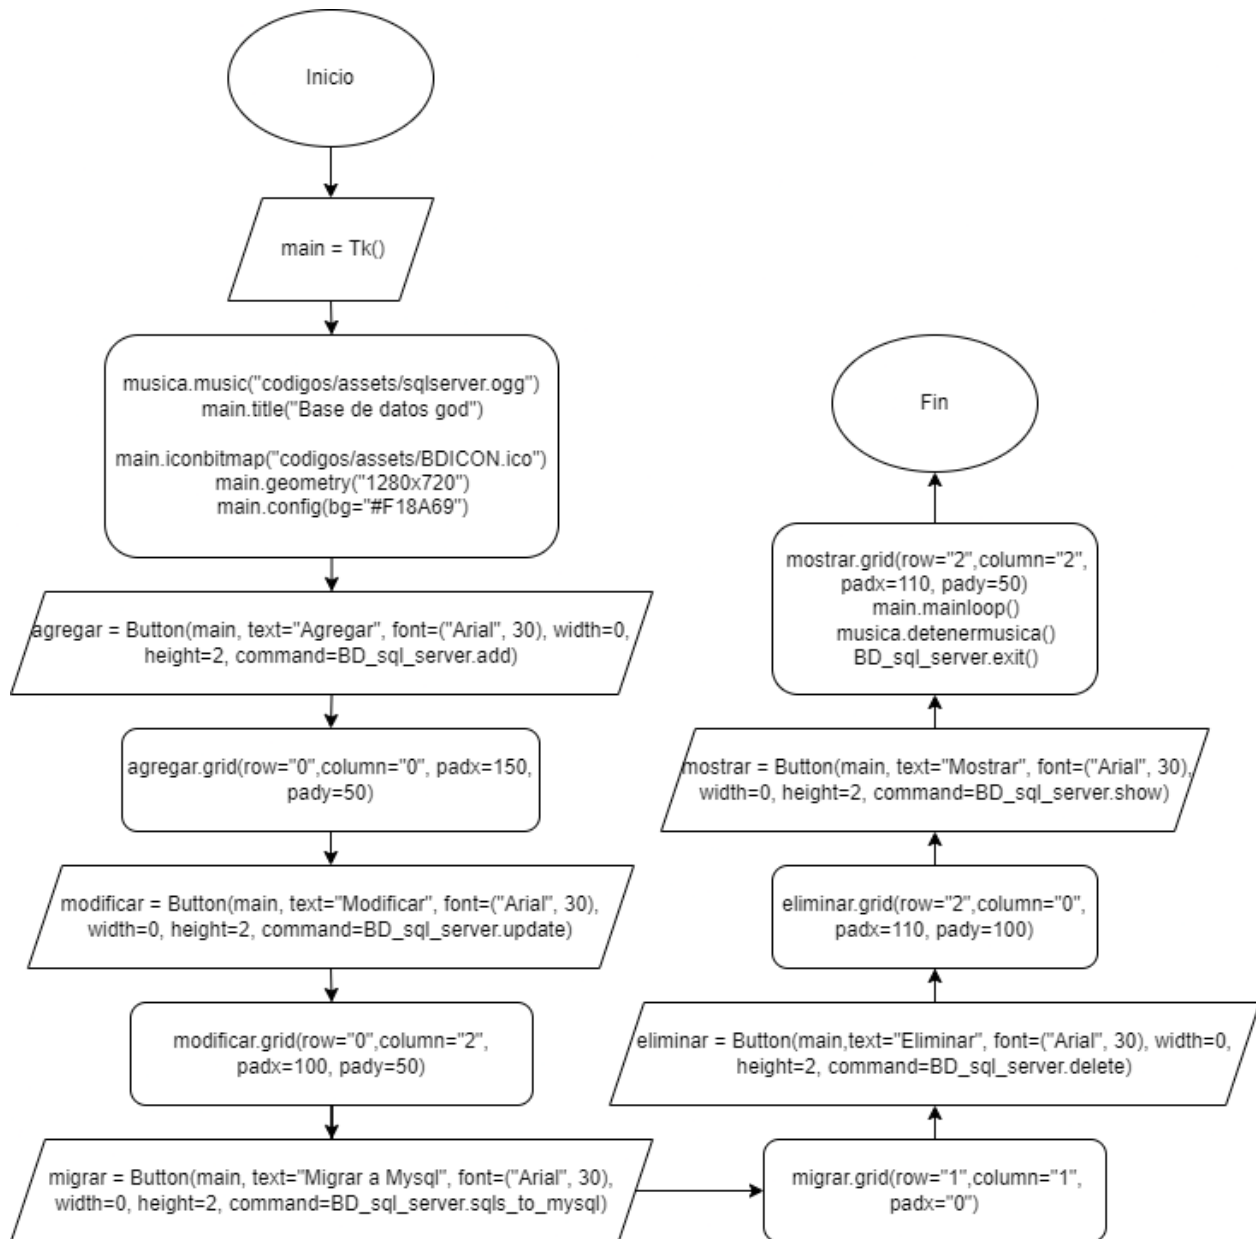 Inicio
main = Tk()
musica.music("codigos/assets/sqlserver.ogg")
main.title("Base de datos god")
main.iconbitmap("codigos/assets/BDICON.ico")
main.geometry("1280x720")
main.config(bg="#F18A69")
agregar = Button(main, text="Agregar", font=("Arial", 30), width=0,
height=2, command=BD_sql_server.add)
agregar.grid(row="0",column="0", padx=150,
pady=50)
modificar = Button(main, text="Modificar", font=("Arial", 30),
width=0, height=2, command=BD_sql_server.update)
modificar.grid(row="0",column="2",
padx=100, pady=50)
migrar = Button(main, text="Migrar a Mysql", font=("Arial", 30),
width=0, height=2, command=BD_sql_server.sqls_to_mysql)
migrar.grid(row="1",column="1",
padx="0")
eliminar = Button(main,text="Eliminar", font=("Arial", 30), width=0,
height=2, command=BD_sql_server.delete)
eliminar.grid(row="2",column="0",
padx=110, pady=100)
mostrar = Button(main, text="Mostrar", font=("Arial", 30),
width=0, height=2, command=BD_sql_server.show)
mostrar.grid(row="2",column="2",
padx=110, pady=50)
main.mainloop()
musica.detenermusica()
BD_sql_server.exit()
Fin